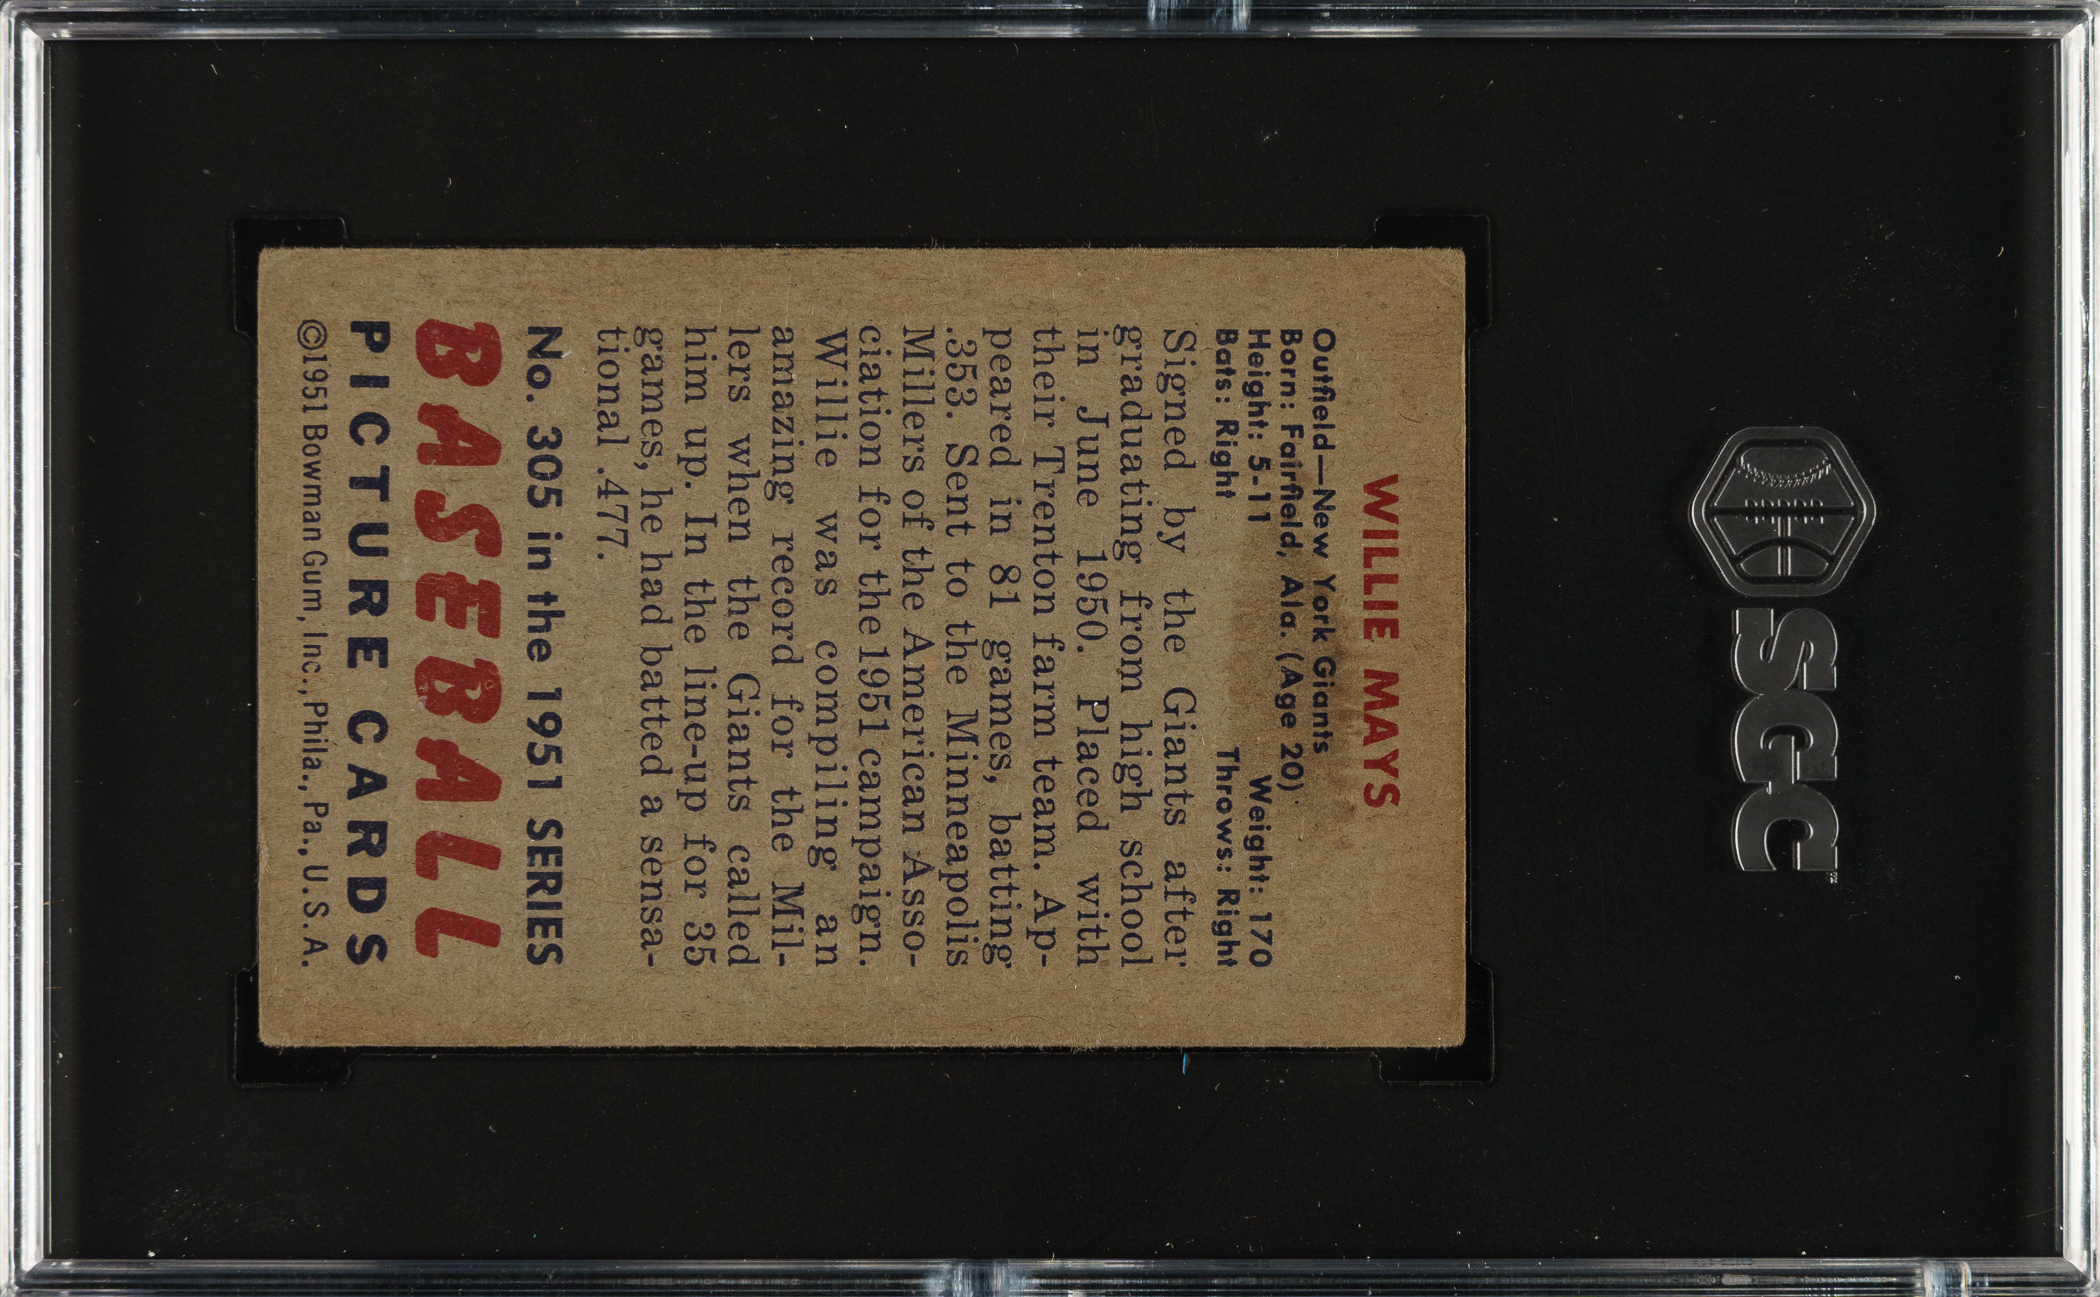 SGC
WILLIE MAYS
Outfield—New York Giants
Born: Fairfield, Ala. (Age 20)
Height: 5-11 Weight: 170
Bats: Right Throws: Right
Signed by the Giants after
graduating from high school
in June 1950. Placed with
their Trenton farm team. Ap-
peared in 81 games, batting
.353. Sent to the Minneapolis
Millers of the American Asso-
ciation for the 1951 campaign.
Willie was compiling an
amazing record for the Mil-
lers when the Giants called
him up. In the line-up for 35
games, he had batted a sensa-
tional .477.
No. 305 in the 1951 SERIES
BASEBALL
PICTURE CARDS
©1951 Bowman Gum, Inc., Phila., Pa., U.S.A.